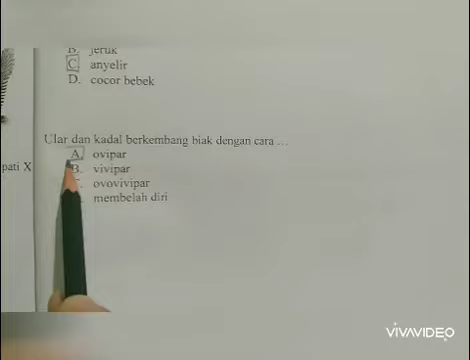 B. jeruk
C. anyelir
D. cocor bebek
Ular dan kadal berkembang biak dengan cara ...
A. ovipar
pati X
B. vivipar
. ovovivipar
. membelah diri
VIVAVIDEO